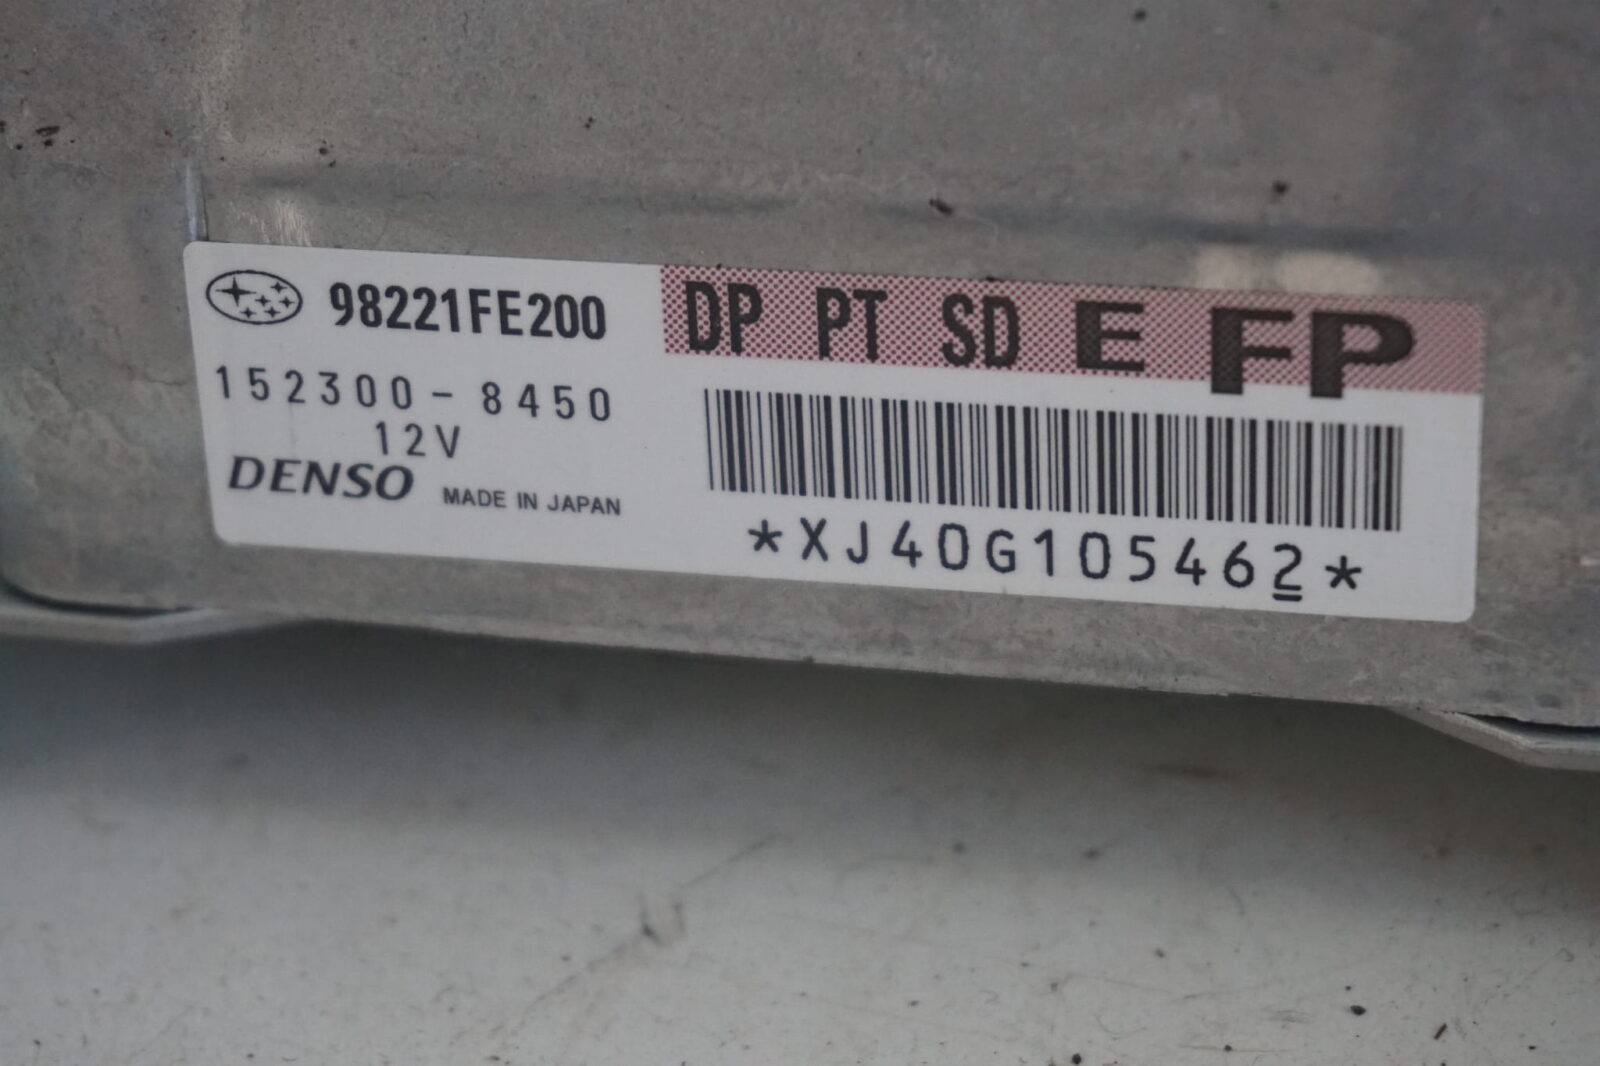 98221FE200
DP PT SD E FP
152300-8450
12V
DENSO MADE IN JAPAN
*XJ40G105462*